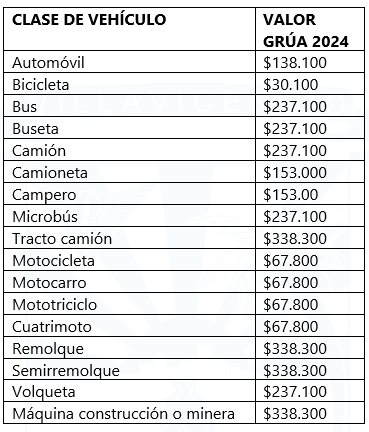 CLASE DE VEHÍCULO VALOR
GRÚA 2024
Automóvil $138.100
Bicicleta $30.100
Bus $237.100
Buseta $237.100
Camión $237.100
Camioneta $153.000
Campero $153.00
Microbús $237.100
Tracto camión $338.300
Motocicleta $67.800
Motocarro $67.800
Mototriciclo $67.800
Cuatrimoto $67.800
Remolque $338.300
Semirremolque $338.300
Volqueta $237.100
Máquina construcción o minera $338.300